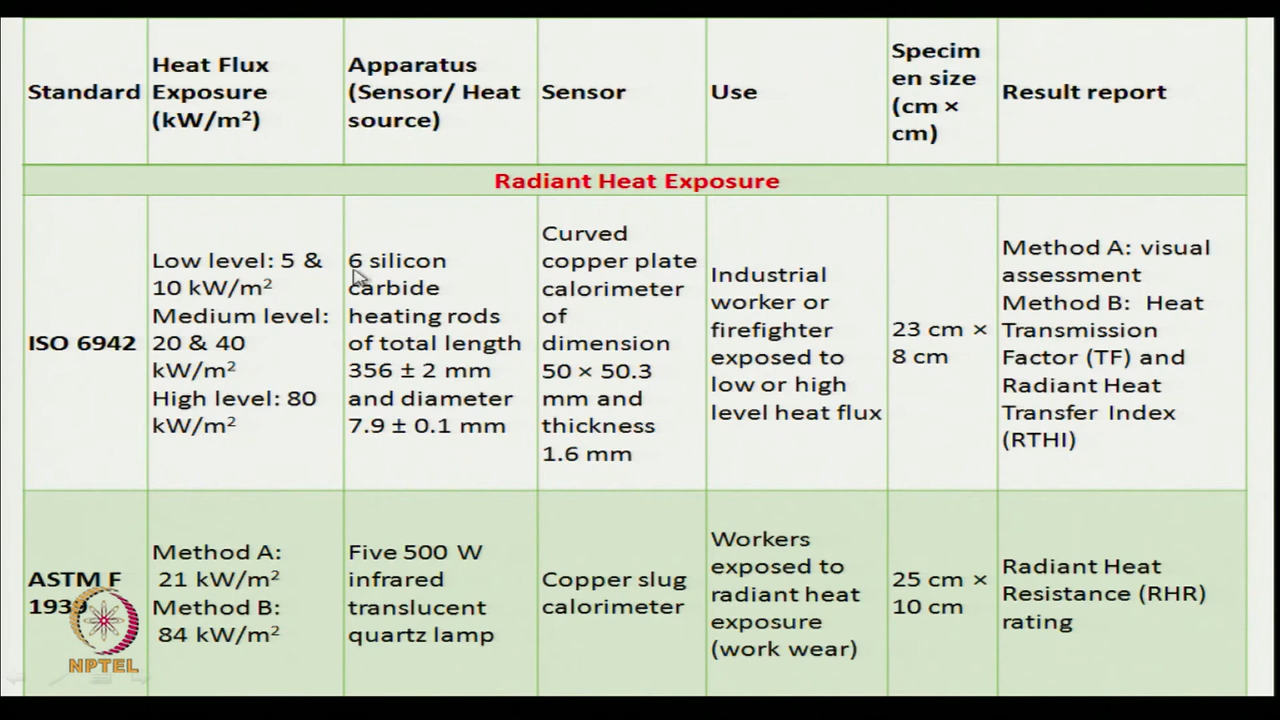 Standard
Heat Flux
Exposure
(kW/m²)
Apparatus
(Sensor/ Heat
source)
Sensor
Use
Specim
en size
(cm ×
cm)
Result report
Radiant Heat Exposure
ISO 6942
Low level: 5 &
10 kW/m²
Medium level:
20 & 40
kW/m²
High level: 80
kW/m²
6 silicon
carbide
heating rods
of total length
356 ± 2 mm
and diameter
7.9 ± 0.1 mm
Curved
copper plate
calorimeter
of
dimension
50 × 50.3
mm and
thickness
1.6 mm
Industrial
worker or
firefighter
exposed to
low or high
level heat flux
23 cm ×
8 cm
Method A: visual
assessment
Method B: Heat
Transmission
Factor (TF) and
Radiant Heat
Transfer Index
(RTHI)
ASTM F
1939
Method A:
21 kW/m²
Method B:
84 kW/m²
Five 500 W
infrared
translucent
quartz lamp
Copper slug
calorimeter
Workers
exposed to
radiant heat
exposure
(work wear)
25 cm ×
10 cm
Radiant Heat
Resistance (RHR)
rating
NPTEL